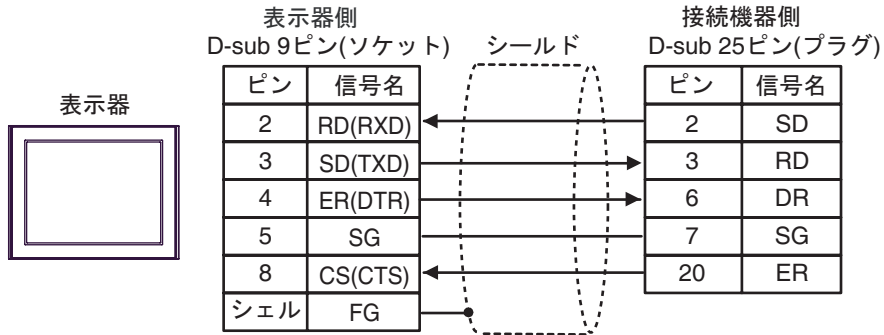 表示器側
D-sub 9ピン(ソケット)
シールド
接続機器側
D-sub 25ピン(プラグ)
表示器
ピン 信号名
2 RD(RXD)
3 SD(TXD)
4 ER(DTR)
5 SG
8 CS(CTS)
シェル FG
ピン 信号名
2 SD
3 RD
6 DR
7 SG
20 ER